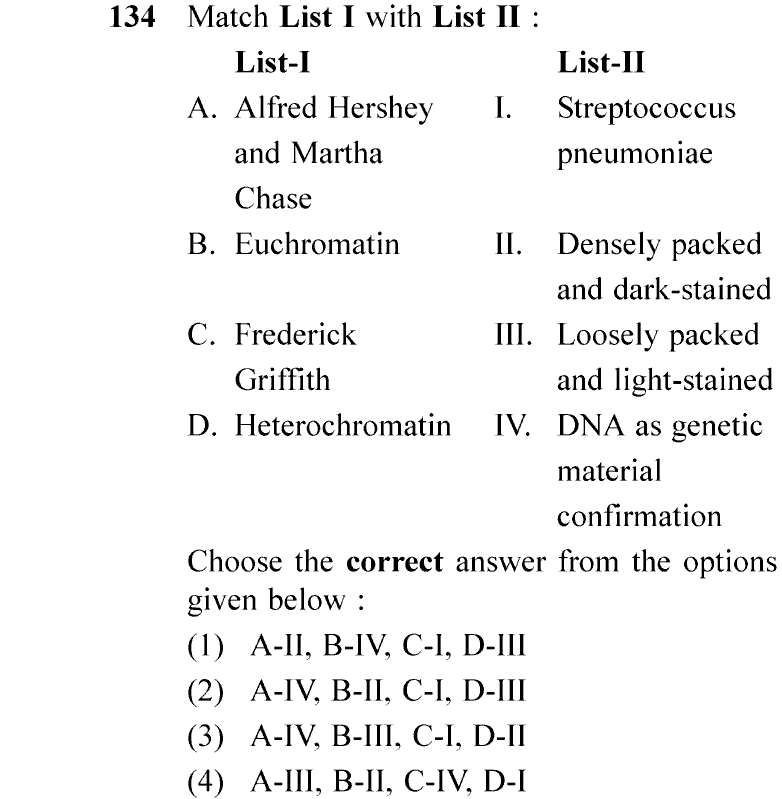 134 Match List I with List II :
List-I List-II
A. Alfred Hershey I. Streptococcus
and Martha pneumoniae
Chase
B. Euchromatin II. Densely packed
and dark-stained
C. Frederick III. Loosely packed
Griffith and light-stained
D. Heterochromatin IV. DNA as genetic
material
confirmation
Choose the correct answer from the options
given below :
(1) A-II, B-IV, C-I, D-III
(2) A-IV, B-II, C-I, D-III
(3) A-IV, B-III, C-I, D-II
(4) A-III, B-II, C-IV, D-I